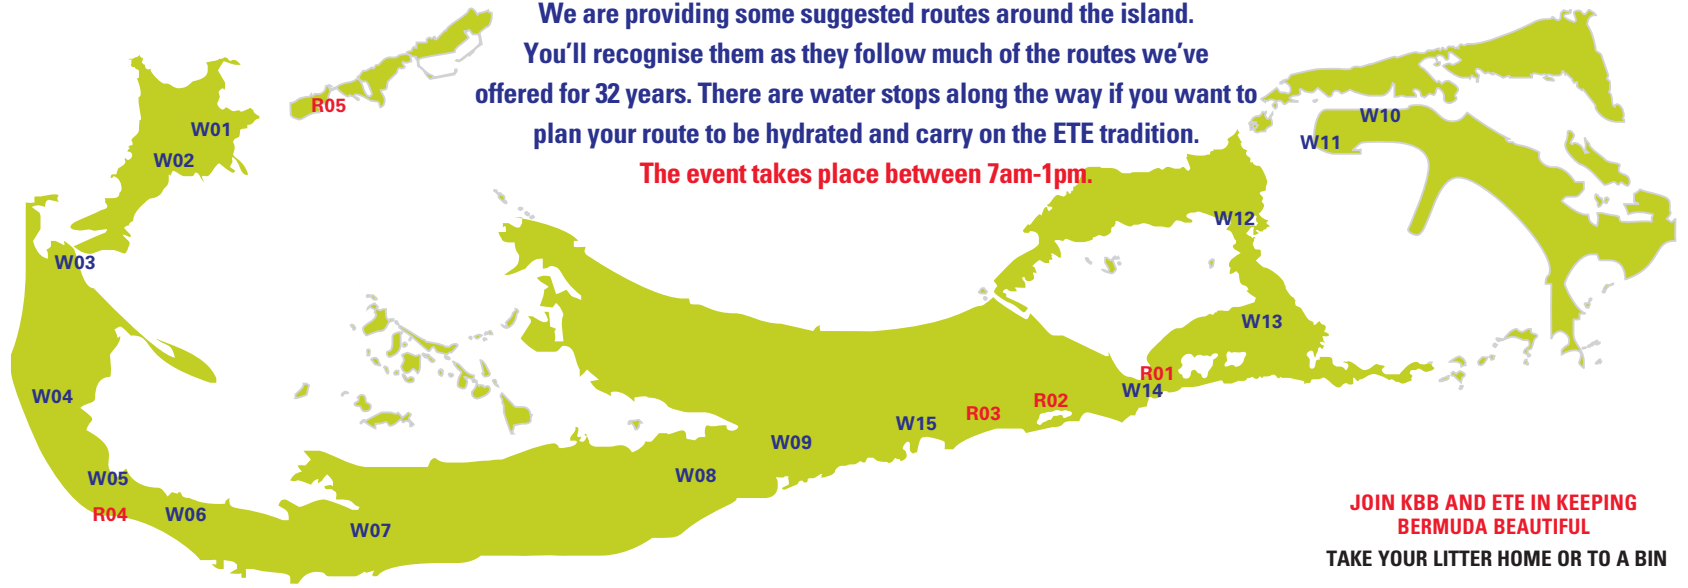 We are providing some suggested routes around the island.
You’ll recognise them as they follow much of the routes we’ve
offered for 32 years. There are water stops along the way if you want to
plan your route to be hydrated and carry on the ETE tradition.
The event takes place between 7am-1pm.
R05
W01
W02
W10
W11
W12
W03
W13
R01
W14
W04
R02
R03
W15
W09
W08
W05
R04
W06
W07
JOIN KBB AND ETE IN KEEPING
BERMUDA BEAUTIFUL
TAKE YOUR LITTER HOME OR TO A BIN